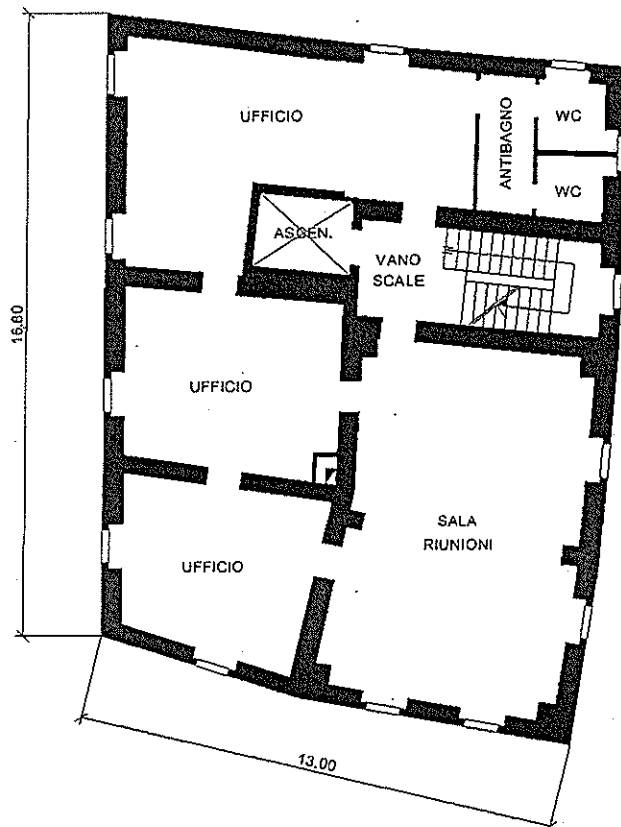 UFFICIO
ANTIBAGNO
WC
WC
ASCEN.
VANO
SCALE
16.80
UFFICIO
SALA
RIUNIONI
UFFICIO
13.00